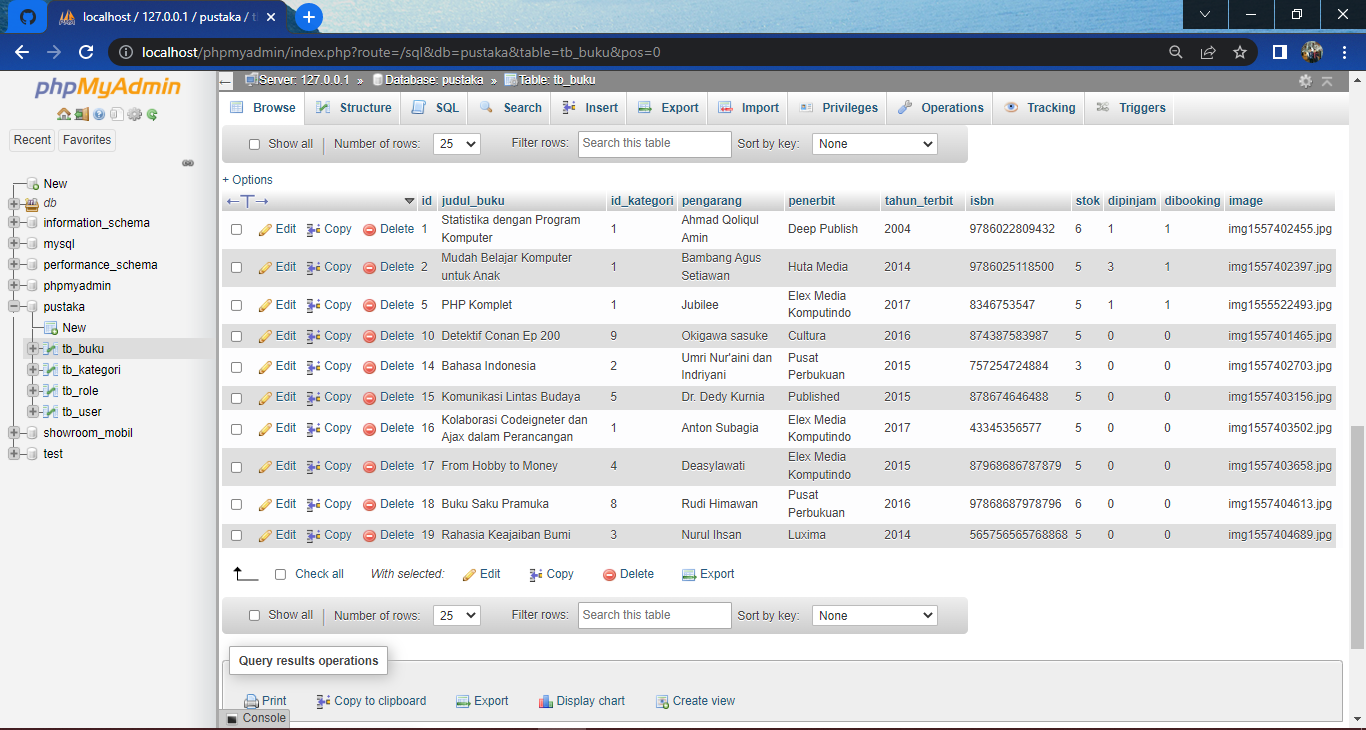 localhost / 127.0.0.1 / pustaka / t
localhost/phpmyadmin/index.php?route=/sql&db=pustaka&table=tb_buku&pos=0
phpMyAdmin
Recent Favorites
New
db
information_schema
mysql
performance_schema
phpmyadmin
pustaka
New
tb_buku
tb_kategori
tb_role
tb_user
showroom_mobil
test
Server: 127.0.0.1 » Database: pustaka » Table: tb_buku
Browse Structure SQL Search Insert Export Import Privileges Operations Tracking Triggers
Show all Number of rows: 25 Filter rows: Search this table Sort by key: None
+ Options
←T→ id judul_buku id_kategori pengarang penerbit tahun_terbit isbn stok dipinjam dibooking image
Edit Copy Delete 1 Statistika dengan Program Komputer 1 Ahmad Qoliqul Amin Deep Publish 2004 9786022809432 6 1 1 img1557402455.jpg
Edit Copy Delete 2 Mudah Belajar Komputer untuk Anak 1 Bambang Agus Setiawan Huta Media 2014 9786025118500 5 3 1 img1557402397.jpg
Edit Copy Delete 5 PHP Komplet 1 Jubilee Elex Media Komputindo 2017 8346753547 5 1 1 img1555522493.jpg
Edit Copy Delete 10 Detektif Conan Ep 200 9 Okigawa sasuke Cultura 2016 874387583987 5 0 0 img1557401465.jpg
Edit Copy Delete 14 Bahasa Indonesia 2 Umri Nur'aini dan Indriyani Pusat Perbukuan 2015 757254724884 3 0 0 img1557402703.jpg
Edit Copy Delete 15 Komunikasi Lintas Budaya 5 Dr. Dedy Kurnia Published 2015 878674646488 5 0 0 img1557403156.jpg
Edit Copy Delete 16 Kolaborasi Codeigneter dan Ajax dalam Perancangan 1 Anton Subagia Elex Media Komputindo 2017 43345356577 5 0 0 img1557403502.jpg
Edit Copy Delete 17 From Hobby to Money 4 Deasylawati Elex Media Komputindo 2015 87968686787879 5 0 0 img1557403658.jpg
Edit Copy Delete 18 Buku Saku Pramuka 8 Rudi Himawan Pusat Perbukuan 2016 97868687978796 6 0 0 img1557404613.jpg
Edit Copy Delete 19 Rahasia Keajaiban Bumi 3 Nurul Ihsan Luxima 2014 565756565768868 5 0 0 img1557404689.jpg
Check all With selected: Edit Copy Delete Export
Show all Number of rows: 25 Filter rows: Search this table Sort by key: None
Query results operations
Print Copy to clipboard Export Display chart Create view
Console